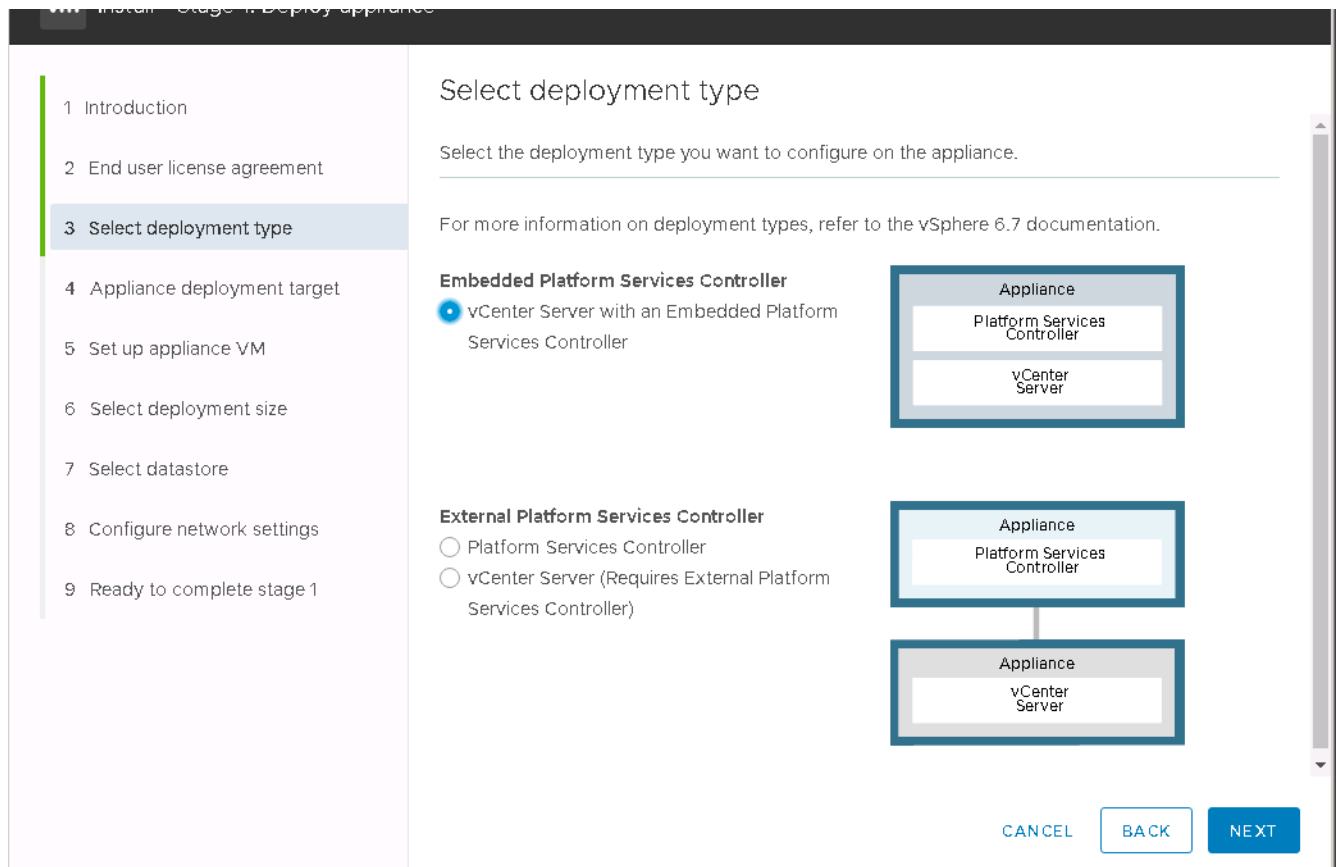 Install - Stage 1: Deploy appliance
1 Introduction
2 End user license agreement
3 Select deployment type
4 Appliance deployment target
5 Set up appliance VM
6 Select deployment size
7 Select datastore
8 Configure network settings
9 Ready to complete stage 1
Select deployment type
Select the deployment type you want to configure on the appliance.
For more information on deployment types, refer to the vSphere 6.7 documentation.
Embedded Platform Services Controller
vCenter Server with an Embedded Platform
Services Controller
Appliance
Platform Services
Controller
vCenter
Server
External Platform Services Controller
Platform Services Controller
vCenter Server (Requires External Platform
Services Controller)
Appliance
Platform Services
Controller
Appliance
vCenter
Server
CANCEL
BACK
NEXT